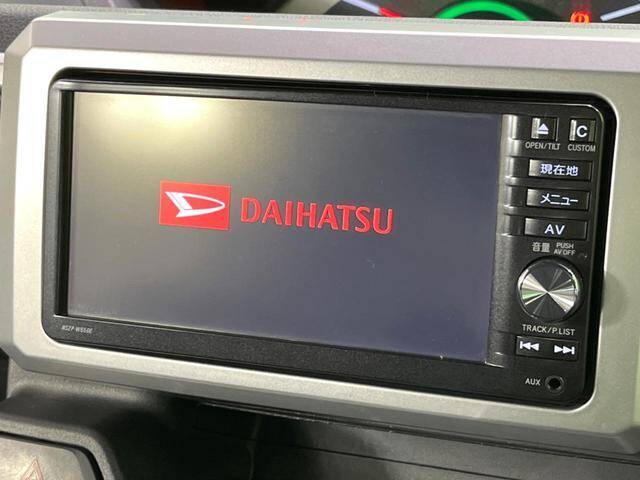 OPEN/TILT
C
CUSTOM
現在地
メニュー
AV
DAIHATSU
音量 PUSH
AV OFF
TRACK/P.LIST
AUX